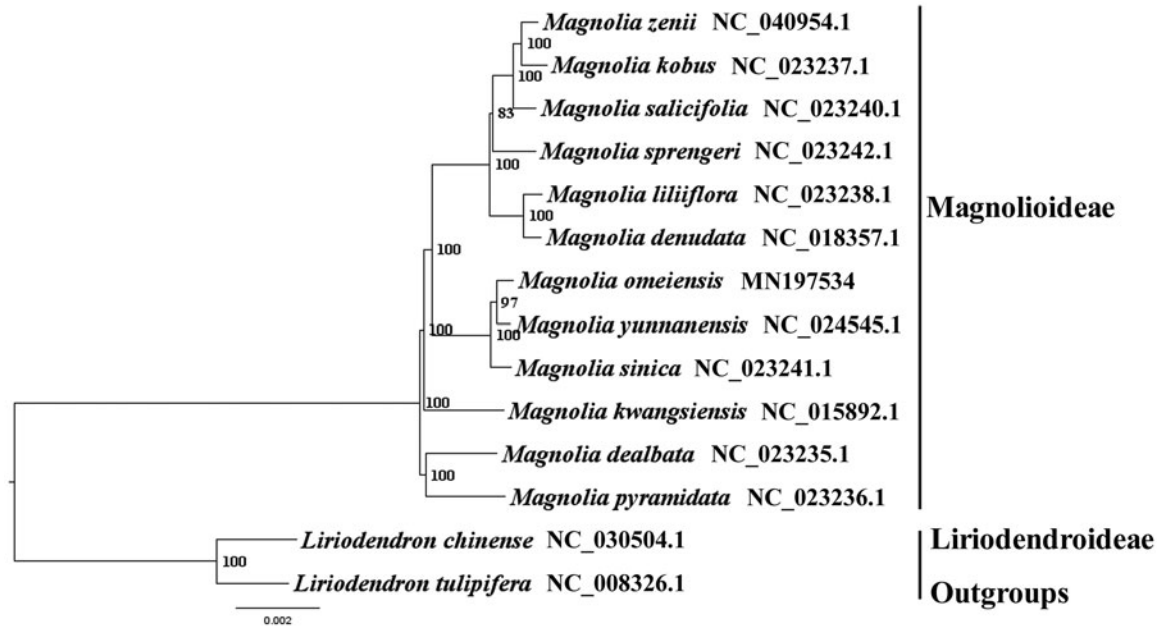 Magnolia zenii NC_040954.1
100
Magnolia kobus NC_023237.1
100
Magnolia salicifolia NC_023240.1
83
Magnolia sprengeri NC_023242.1
100
Magnolia liliiflora NC_023238.1
100
Magnolia denudata NC_018357.1
Magnolioideae
100
Magnolia omeiensis MN197534
97
Magnolia yunnanensis NC_024545.1
100
100
Magnolia sinica NC_023241.1
100
Magnolia kwangsiensis NC_015892.1
Magnolia dealbata NC_023235.1
100
Magnolia pyramidata NC_023236.1
Liriodendron chinense NC_030504.1
Liriodendroideae
100
Liriodendron tulipifera NC_008326.1
Outgroups
0.002